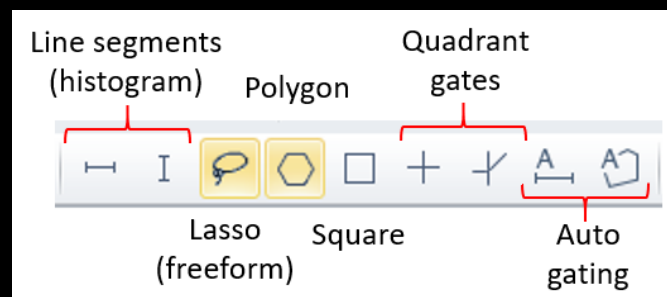 Line segments
(histogram)
Polygon
Quadrant
gates
A
A
Lasso
(freeform)
Square
Auto
gating